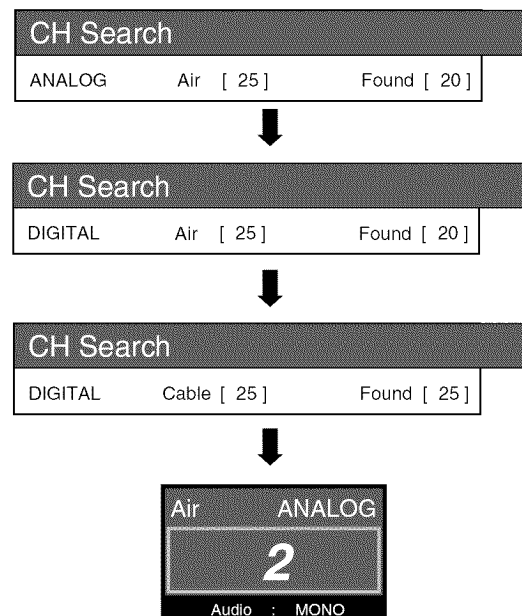 CH Search
ANALOG Air [ 25 ] Found [ 20 ]
CH Search
DIGITAL Air [ 25 ] Found [ 20 ]
CH Search
DIGITAL Cable [ 25 ] Found [ 25 ]
Air ANALOG
2
Audio : MONO